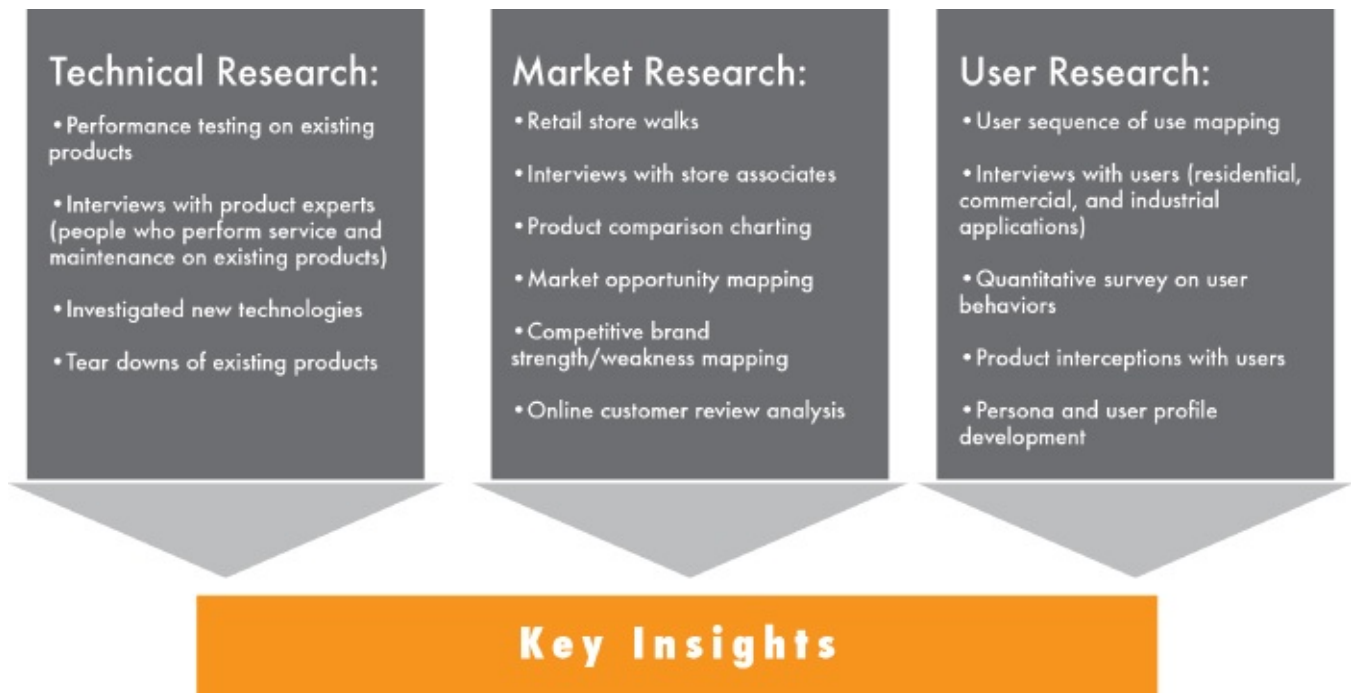 Technical Research:
•Performance testing on existing
products
•Interviews with product experts
(people who perform service and
maintenance on existing products)
•Investigated new technologies
•Tear downs of existing products
Market Research:
•Retail store walks
•Interviews with store associates
•Product comparison charting
•Market opportunity mapping
•Competitive brand
strength/weakness mapping
•Online customer review analysis
User Research:
•User sequence of use mapping
•Interviews with users (residential,
commercial, and industrial
applications)
•Quantitative survey on user
behaviors
•Product interceptions with users
•Persona and user profile
development
Key Insights